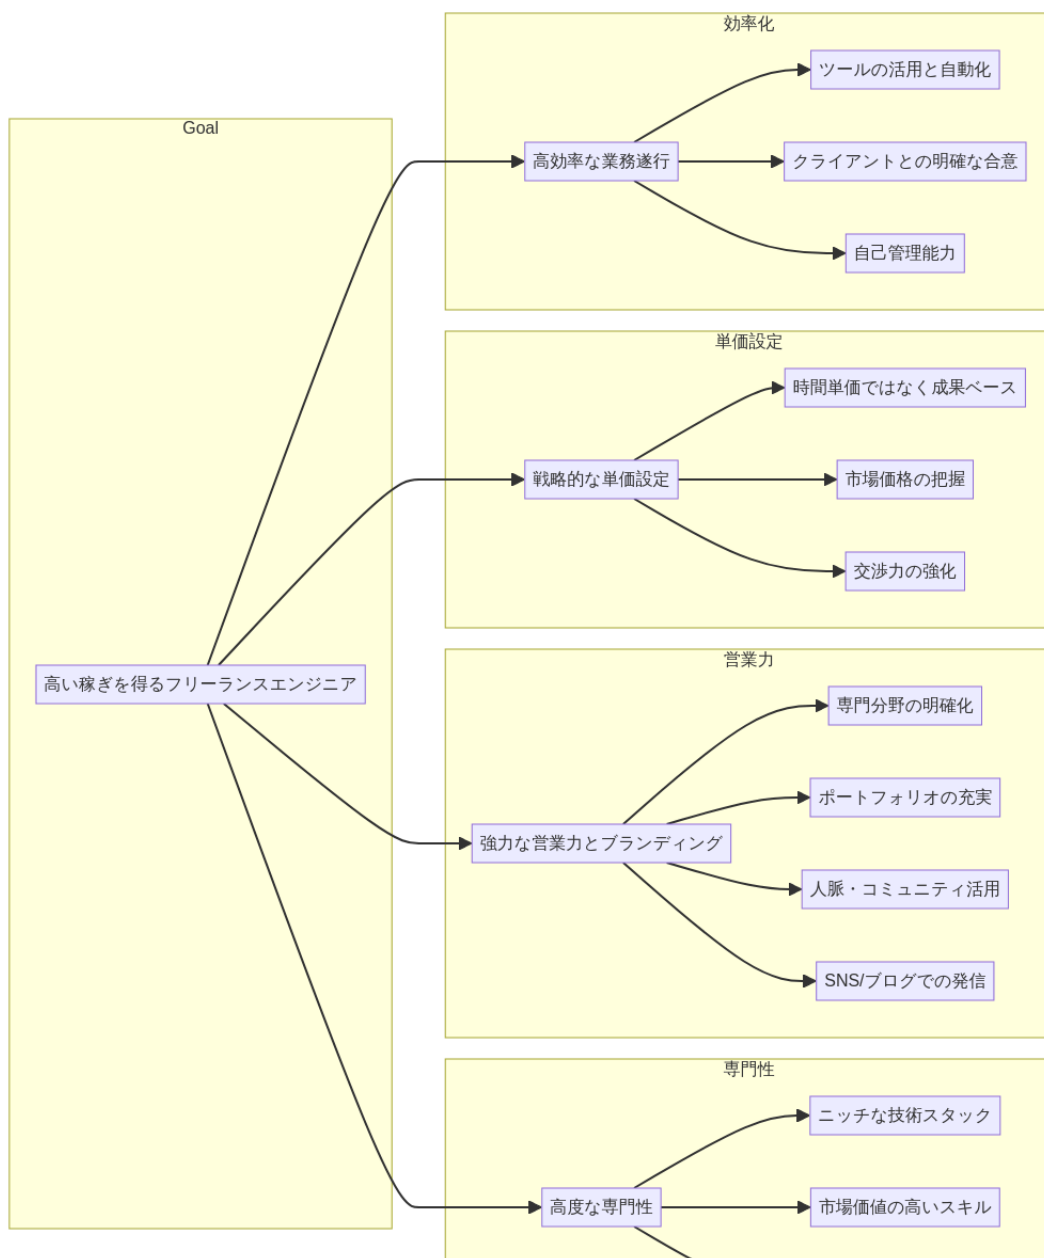 Goal
高い稼ぎを得るフリーランスエンジニア
効率化
高効率な業務遂行
ツールの活用と自動化
クライアントとの明確な合意
自己管理能力
単価設定
戦略的な単価設定
時間単価ではなく成果ベース
市場価格の把握
交渉力の強化
営業力
強力な営業力とブランディング
専門分野の明確化
ポートフォリオの充実
人脈・コミュニティ活用
SNS/ブログでの発信
専門性
高度な専門性
ニッチな技術スタック
市場価値の高いスキル